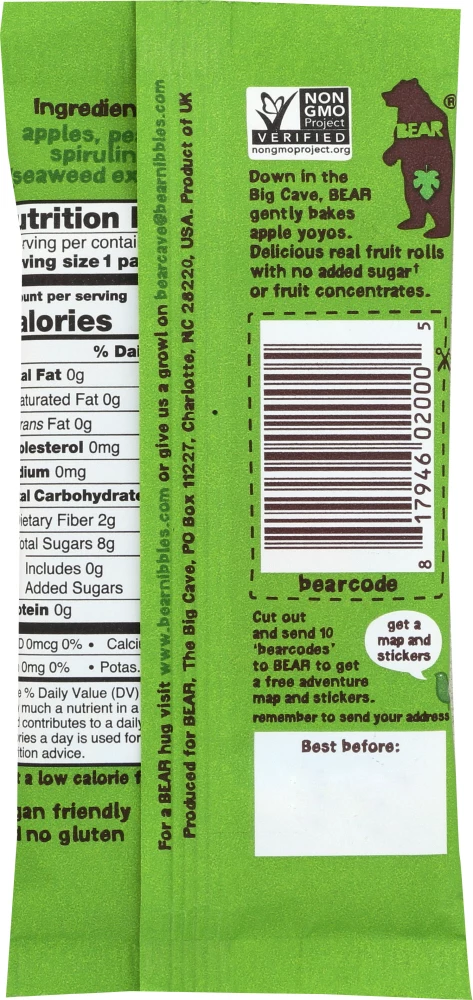 Ingredien
apples, pe
spirulin
seaweed ex
utrition
rving per contai
ving size 1 pa
unt per serving
alories
% Dai
al Fat 0g
aturated Fat 0g
rans Fat 0g
olesterol 0mg
dium 0mg
al Carbohydrate
ietary Fiber 2g
otal Sugars 8g
Includes 0g
Added Sugars
otein 0g
D 0mcg 0% • Calci
0mg 0% • Potas.
e % Daily Value (DV)
much a nutrient in a
contributes to a daily
ries a day is used for
ition advice.
t a low calorie f
gan friendly
no gluten
For a BEAR hug visit www.bearnibbles.com or give us a growl on bearcave@bearnibbles.com
Produced for BEAR, The Big Cave, PO Box 11227, Charlotte, NC 28220, USA. Product of UK
NON
GMO
Project
VERIFIED
nongmoproject.org
BEAR®
Down in the
Big Cave, BEAR
gently bakes
apple yoyos.
Delicious real fruit rolls
with no added sugar†
or fruit concentrates.
8 17946 02000 5
bearcode
Cut out
and send 10
'bearcodes'
to BEAR to get
a free adventure
map and stickers.
get a
map and
stickers
remember to send your address
Best before: